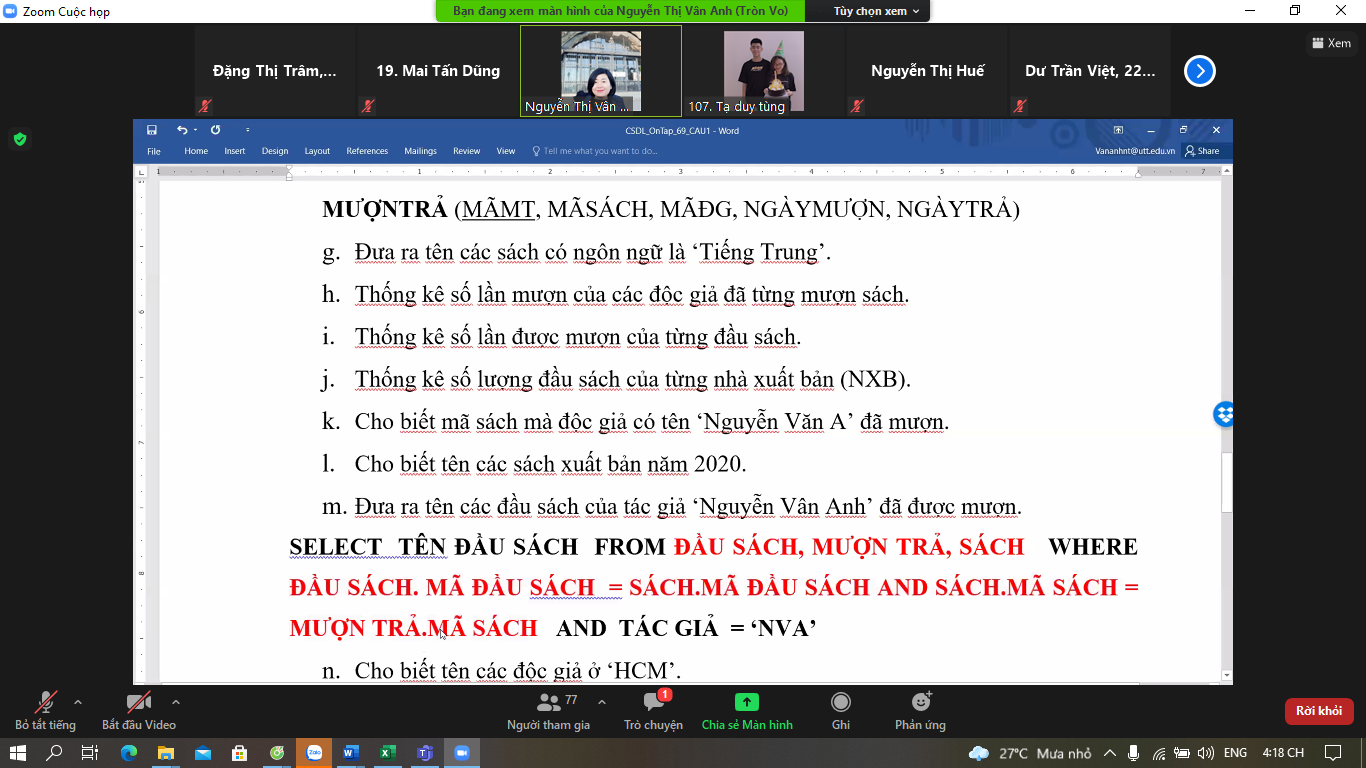 Zoom Cuộc họp
Bạn đang xem màn hình của Nguyễn Thị Vân Anh (Tròn Vo)
Tùy chọn xem
Đặng Thị Trâm,...
19. Mai Tấn Dũng
Nguyễn Thị Vân ...
107. Tạ duy tùng
Nguyễn Thị Huế
Dư Trần Việt, 22...
Xem
CSDL_OnTap_69_CAU1 - Word
File Home Insert Design Layout References Mailings Review View Tell me what you want to do...
Vananhnt@utt.edu.vn Share
1 1 2 3 4 5 6 7
MƯỢNTRẢ (MÃMT, MÃSÁCH, MÃĐG, NGÀYMƯỢN, NGÀYTRẢ)
g. Đưa ra tên các sách có ngôn ngữ là ‘Tiếng Trung’.
h. Thống kê số lần mượn của các độc giả đã từng mượn sách.
i. Thống kê số lần được mượn của từng đầu sách.
j. Thống kê số lượng đầu sách của từng nhà xuất bản (NXB).
k. Cho biết mã sách mà độc giả có tên ‘Nguyễn Văn A’ đã mượn.
l. Cho biết tên các sách xuất bản năm 2020.
m. Đưa ra tên các đầu sách của tác giả ‘Nguyễn Vân Anh’ đã được mượn.
SELECT TÊN ĐẦU SÁCH FROM ĐẦU SÁCH, MƯỢN TRẢ, SÁCH WHERE
ĐẦU SÁCH. MÃ ĐẦU SÁCH = SÁCH.MÃ ĐẦU SÁCH AND SÁCH.MÃ SÁCH =
MƯỢN TRẢ.MÃ SÁCH AND TÁC GIẢ = ‘NVA’
n. Cho biết tên các độc giả ở ‘HCM’.
Bỏ tắt tiếng
Bắt đầu Video
77
Người tham gia
1
Trò chuyện
Chia sẻ Màn hình
Ghi
Phản ứng
Rời khỏi
27°C Mưa nhỏ
ENG
4:18 CH